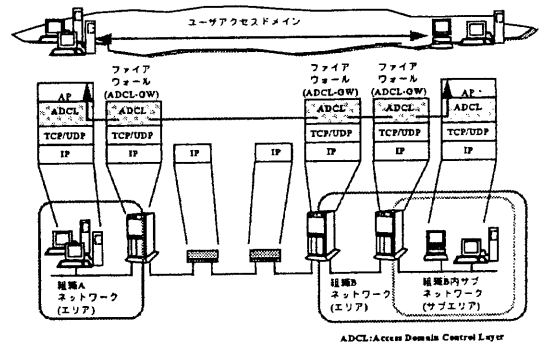 ユーザアクセスドメイン
ファイア
ウォール
(ADCL-GW)
ファイア
ウォール
(ADCL-GW)
ファイア
ウォール
(ADCL-GW)
AP
ADCL
TCP/UDP
IP
ADCL
TCP/UDP
IP
IP
IP
ADCL
TCP/UDP
IP
ADCL
TCP/UDP
IP
AP
ADCL
TCP/UDP
IP
組織A
ネットワーク
(エリア)
組織B
ネットワーク
(エリア)
組織B内サブ
ネットワーク
(サブエリア)
ADCL:Access Domain Control Layer